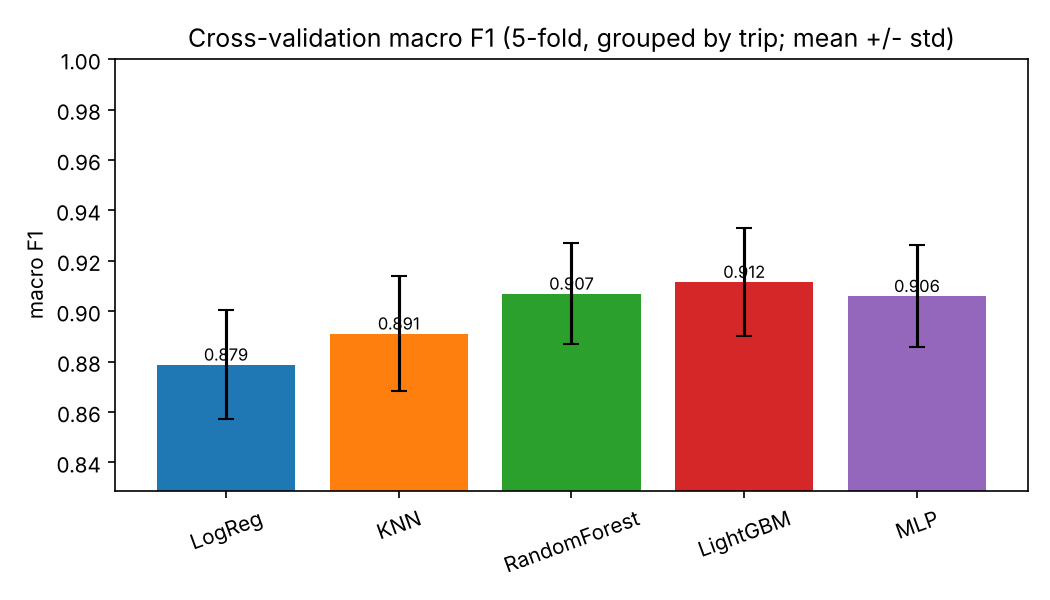 Cross-validation macro F1 (5-fold, grouped by trip; mean +/- std)
macro F1
1.00
0.98
0.96
0.94
0.92
0.90
0.88
0.86
0.84
0.879
0.891
0.907
0.912
0.906
LogReg
KNN
RandomForest
LightGBM
MLP